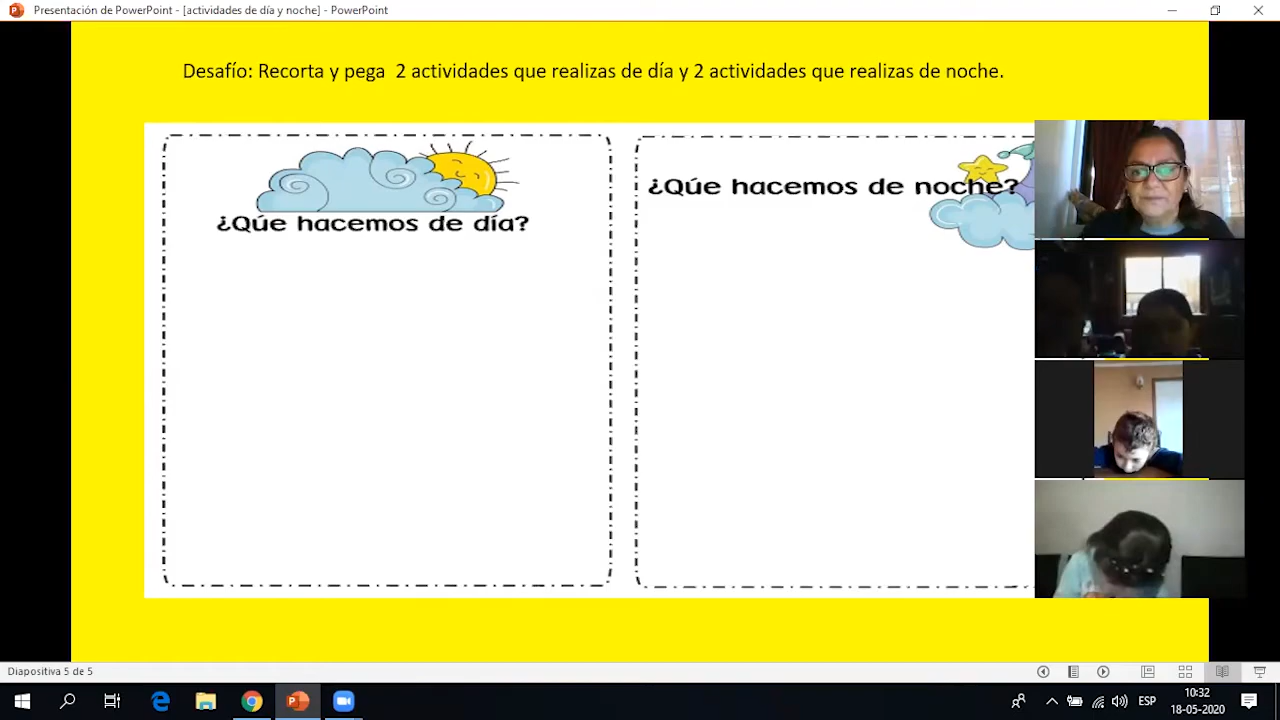 Presentación de PowerPoint - [actividades de día y noche] - PowerPoint
Desafío: Recorta y pega  2 actividades que realizas de día y 2 actividades que realizas de noche.
¿Qúe hacemos de día?
¿Qúe hacemos de noche?
Diapositiva 5 de 5
ESP
10:32
18-05-2020